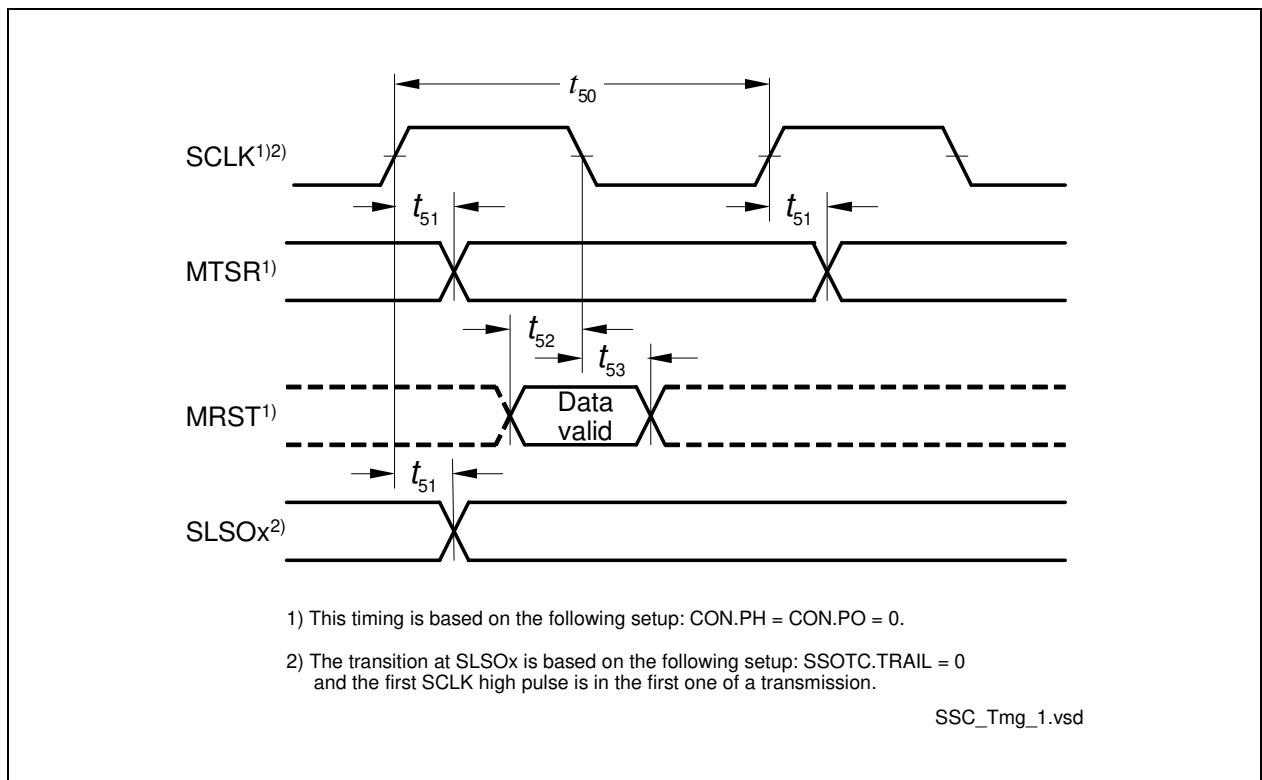 t50
SCLK1)2)
t51
t51
MTSR1)
t52
t53
MRST1)
Data
valid
t51
SLSOx2)
1) This timing is based on the following setup: CON.PH = CON.PO = 0.
2) The transition at SLSOx is based on the following setup: SSOTC.TRAIL = 0
and the first SCLK high pulse is in the first one of a transmission.
SSC_Tmg_1.vsd